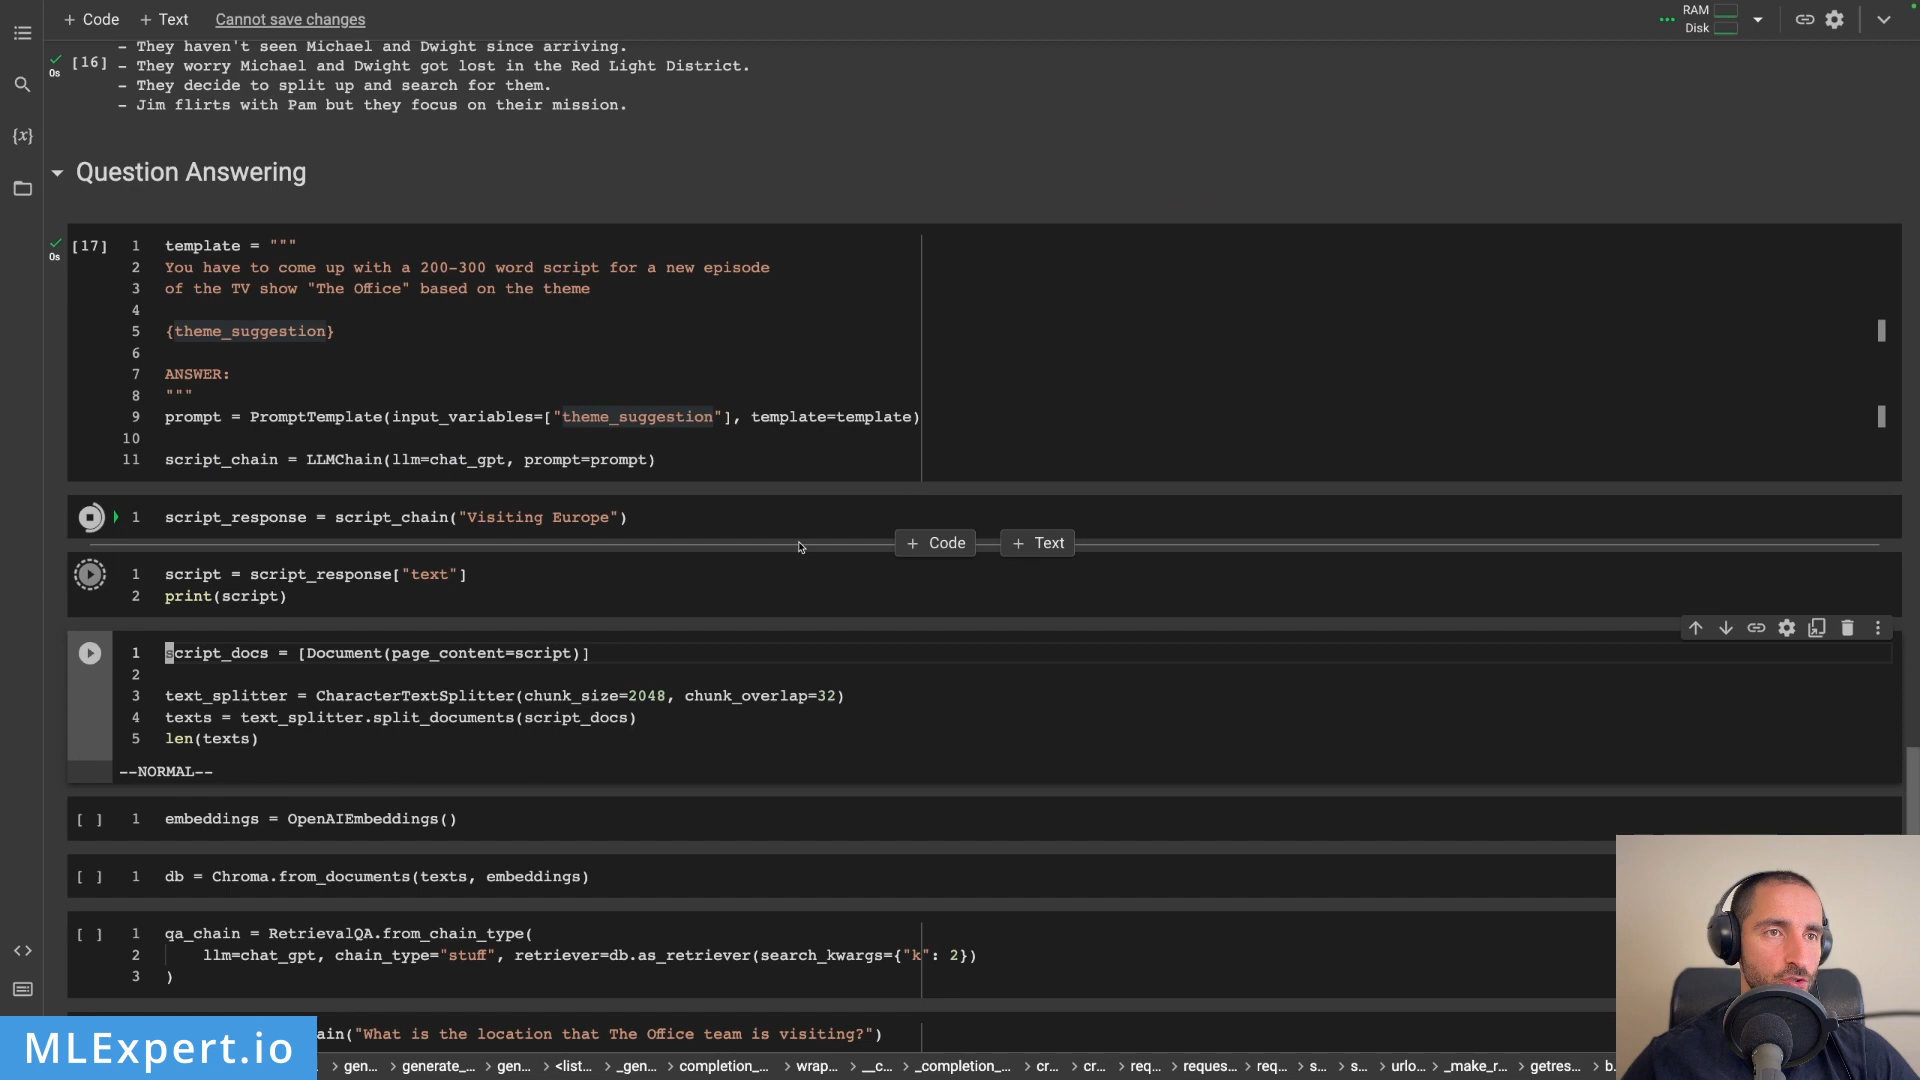 + Code + Text Cannot save changes
RAM
Disk
- They haven't seen Michael and Dwight since arriving.
[16] - They worry Michael and Dwight got lost in the Red Light District.
0s
- They decide to split up and search for them.
- Jim flirts with Pam but they focus on their mission.
Question Answering
[17] 1 template = """
0s
2 You have to come up with a 200-300 word script for a new episode
3 of the TV show "The Office" based on the theme
4
5 {theme_suggestion}
6
7 ANSWER:
8 """
9 prompt = PromptTemplate(input_variables=["theme_suggestion"], template=template)
10
11 script_chain = LLMChain(llm=chat_gpt, prompt=prompt)
1 script_response = script_chain("Visiting Europe")
+ Code + Text
1 script = script_response["text"]
2 print(script)
1 script_docs = [Document(page_content=script)]
2
3 text_splitter = CharacterTextSplitter(chunk_size=2048, chunk_overlap=32)
4 texts = text_splitter.split_documents(script_docs)
5 len(texts)
--NORMAL--
[ ] 1 embeddings = OpenAIEmbeddings()
[ ] 1 db = Chroma.from_documents(texts, embeddings)
[ ] 1 qa_chain = RetrievalQA.from_chain_type(
2 llm=chat_gpt, chain_type="stuff", retriever=db.as_retriever(search_kwargs={"k": 2})
3 )
ain("What is the location that The Office team is visiting?")
MLExpert.io
> gen... > generate_... > gen... > <list... > _gen... > completion_... > wrap... > __c... > _completion_... > cr... > cr... > req... > reques... > req... > s... > s... > urlo... > _make_r... > getres... > b.